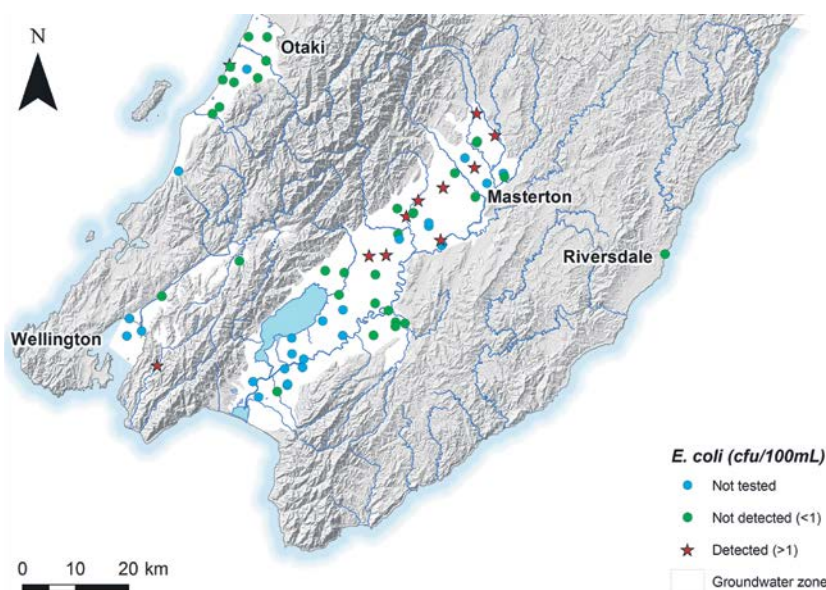 N
Otaki
Masterton
Riversdale
Wellington
E. coli (cfu/100mL)
Not tested
Not detected (<1)
Detected (>1)
Groundwater zone
0 10 20 km